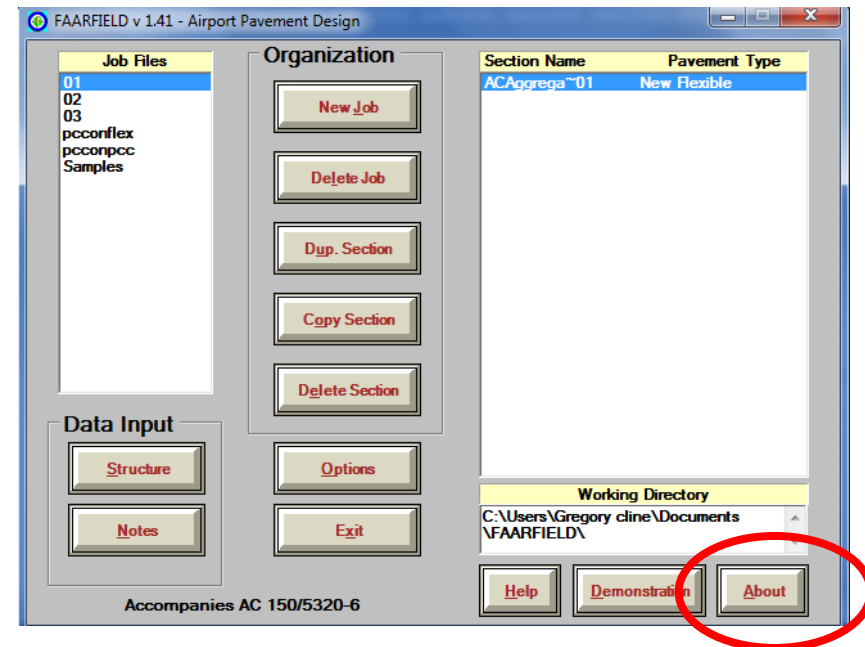 FAARFIELD v 1.41 - Airport Pavement Design
Job Files
01
02
03
pcconflex
pcconpcc
Samples
Organization
New Job
Delete Job
Dup. Section
Copy Section
Delete Section
Section Name Pavement Type
ACAggrega~01 New Flexible
Data Input
Structure
Notes
Options
Exit
Working Directory
C:\Users\Gregory cline\Documents
\FAARFIELD\
Accompanies AC 150/5320-6
Help
Demonstration
About